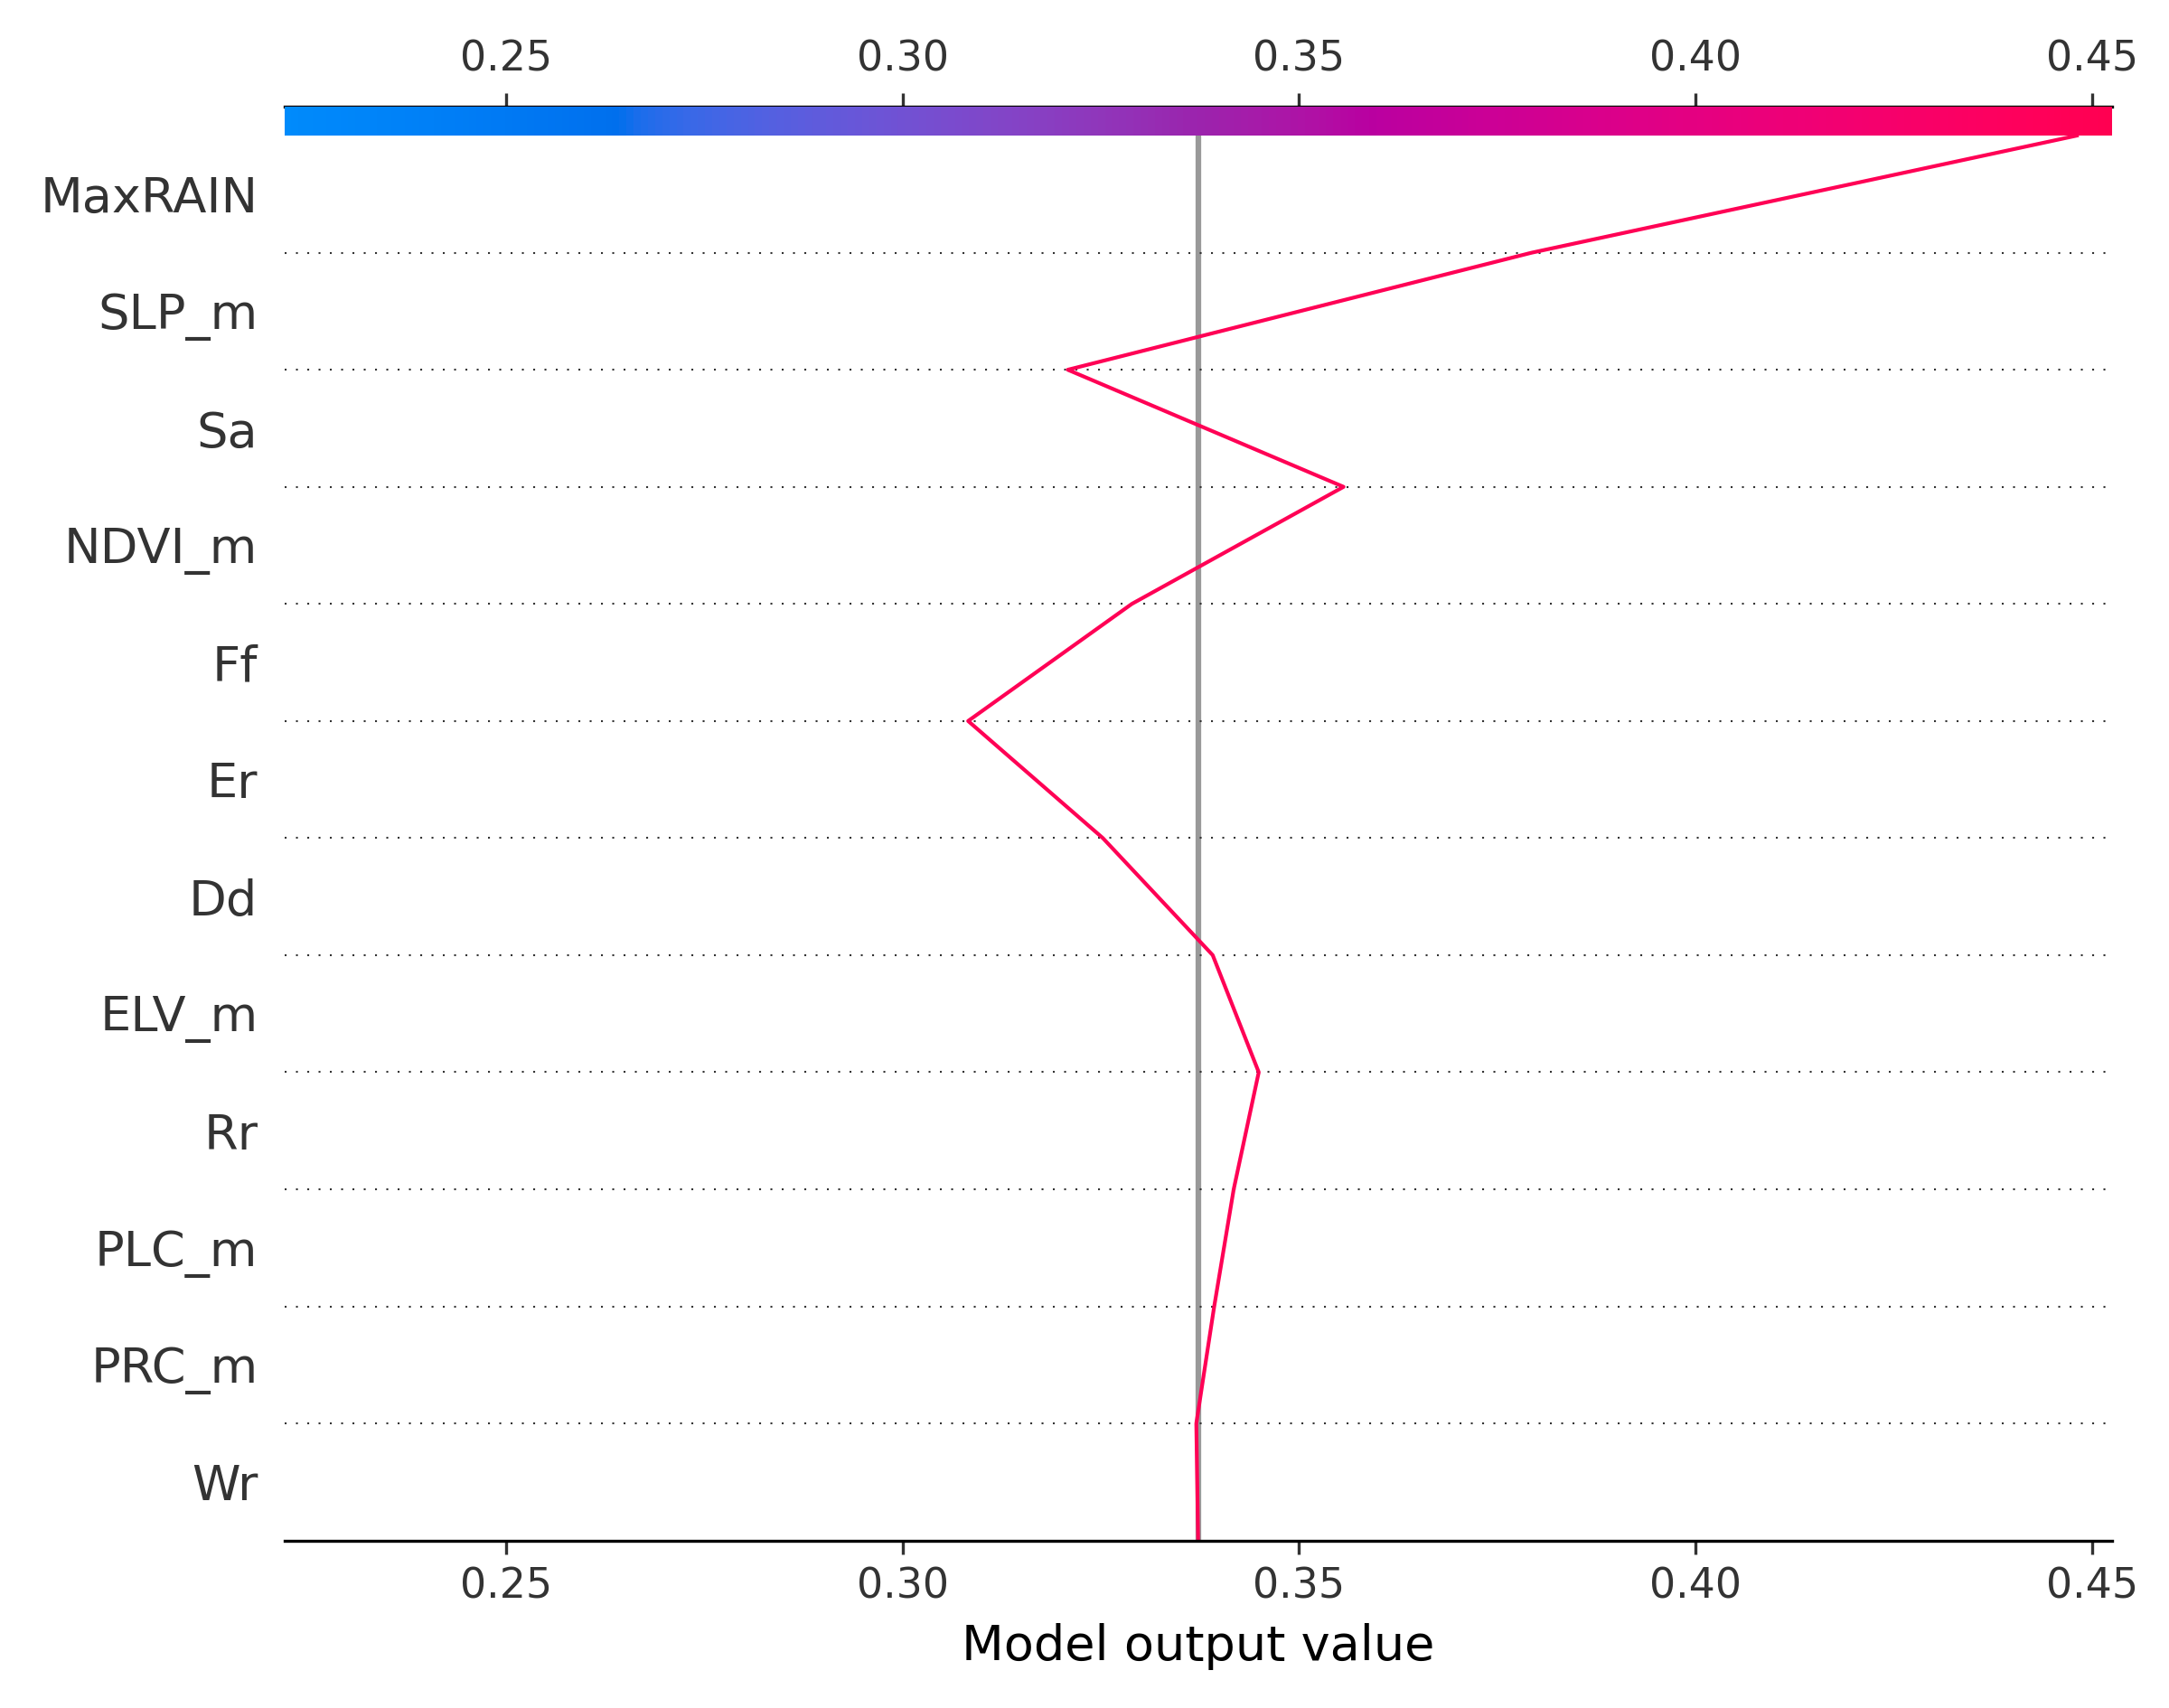 0.25 0.30 0.35 0.40 0.45
MaxRAIN
SLP_m
Sa
NDVI_m
Ff
Er
Dd
ELV_m
Rr
PLC_m
PRC_m
Wr
0.25 0.30 0.35 0.40 0.45
Model output value